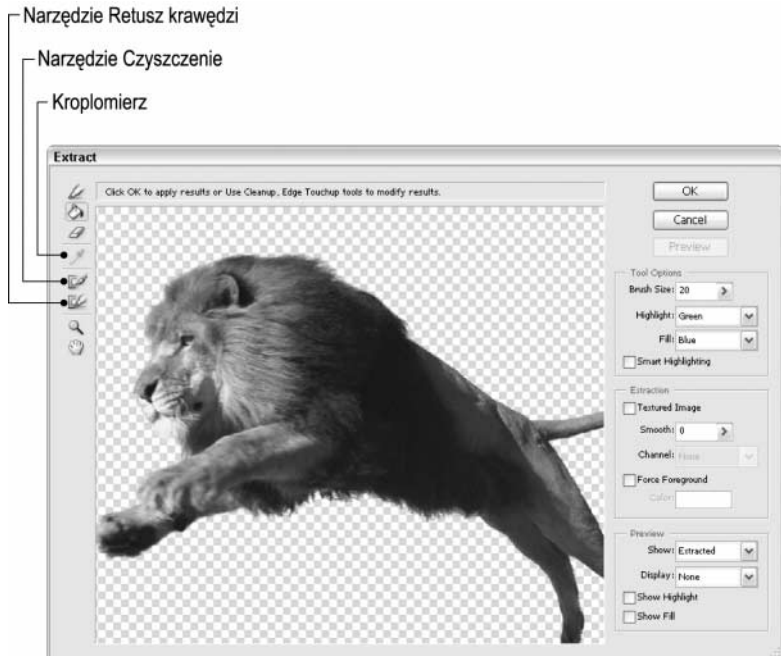 Narzędzie Retusz krawędzi
Narzędzie Czyszczenie
Kroplomierz
Extract
Click OK to apply results or Use Cleanup, Edge Touchup tools to modify results.
OK
Cancel
Preview
Tool Options
Brush Size: 20
Highlight: Green
Fill: Blue
Smart Highlighting
Extraction
Textured Image
Smooth: 0
Channel: None
Force Foreground
Color:
Preview
Show: Extracted
Display: None
Show Highlight
Show Fill